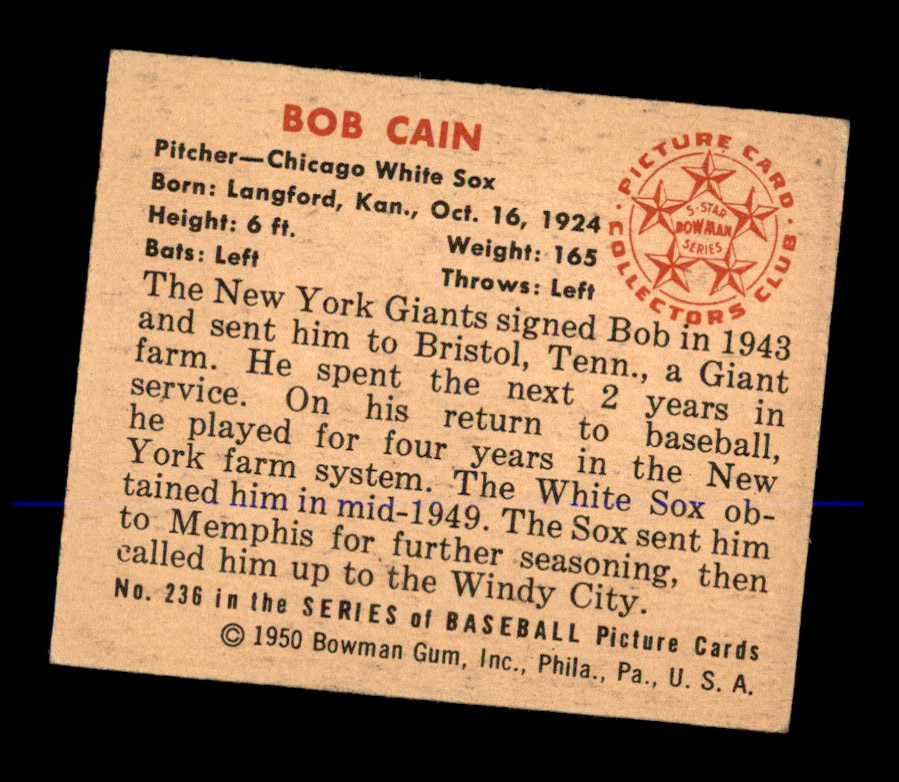 BOB CAIN
Pitcher—Chicago White Sox
Born: Langford, Kan., Oct. 16, 1924
Height: 6 ft. Weight: 165
Bats: Left Throws: Left
PICTURE CARD
COLLECTORS CLUB
5-STAR
BOWMAN
SERIES
The New York Giants signed Bob in 1943
and sent him to Bristol, Tenn., a Giant
farm. He spent the next 2 years in
service. On his return to baseball,
he played for four years in the New
York farm system. The White Sox ob-
tained him in mid-1949. The Sox sent him
to Memphis for further seasoning, then
called him up to the Windy City.
No. 236 in the SERIES of BASEBALL Picture Cards
© 1950 Bowman Gum, Inc., Phila., Pa., U. S. A.